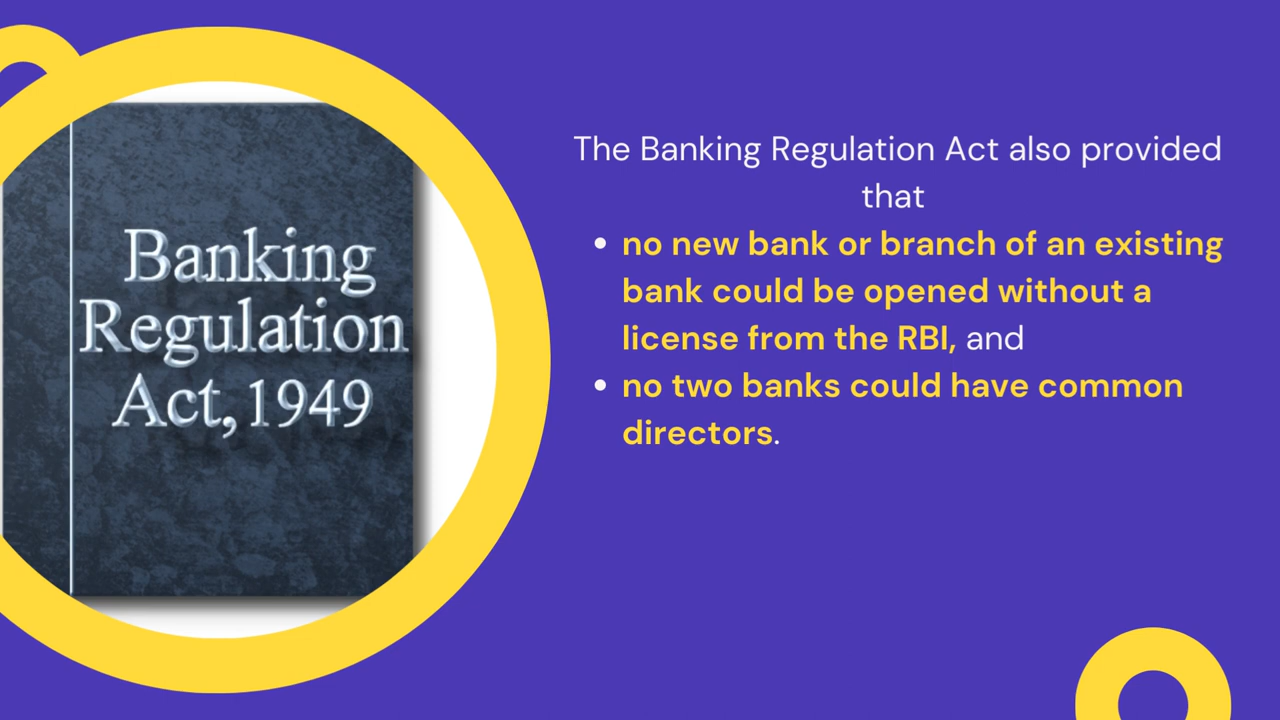 Banking
Regulation
Act, 1949
The Banking Regulation Act also provided
that
• no new bank or branch of an existing
bank could be opened without a
license from the RBI, and
• no two banks could have common
directors.